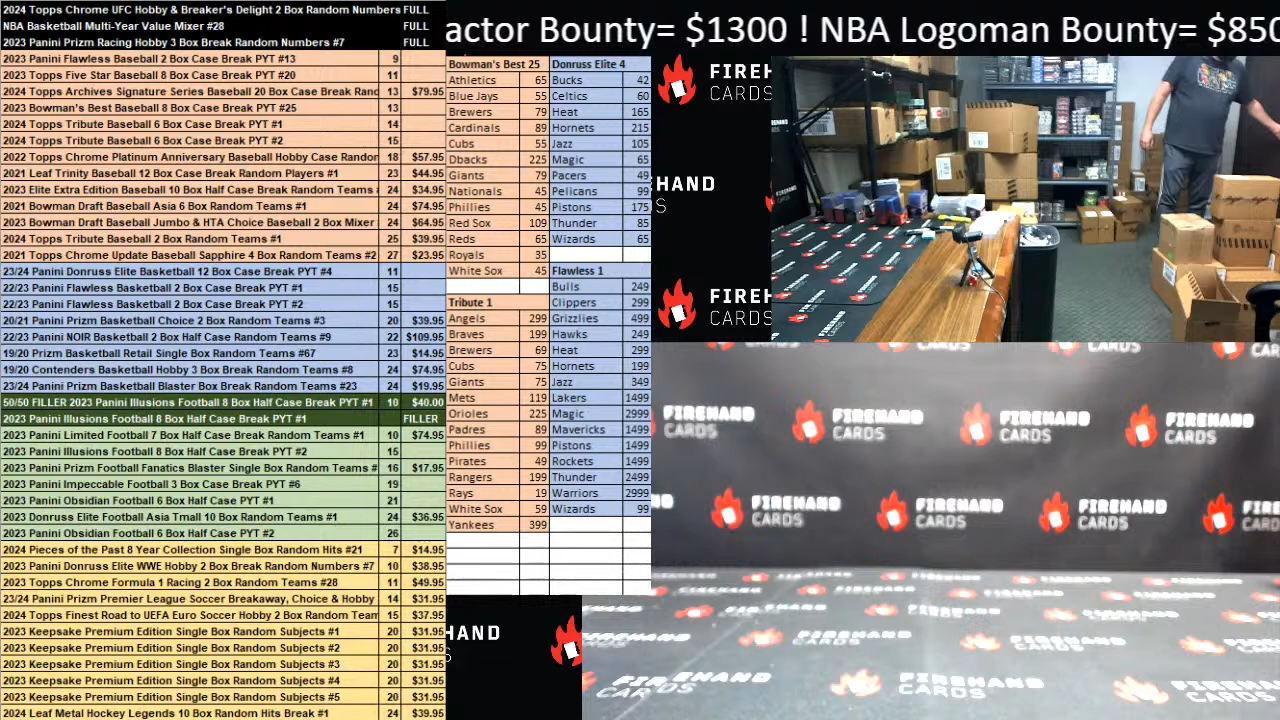 2024 Topps Chrome UFC Hobby & Breaker's Delight 2 Box Random Numbers FULL
NBA Basketball Multi-Year Value Mixer #28 FULL
2023 Panini Prizm Racing Hobby 3 Box Break Random Numbers #7 FULL
2023 Panini Flawless Baseball 2 Box Case Break PYT #13 9
2023 Topps Five Star Baseball 8 Box Case Break PYT #20 11
2024 Topps Archives Signature Series Baseball 20 Box Case Break Ranc 13 $79.95
2023 Bowman's Best Baseball 8 Box Case Break PYT #25 13
2024 Topps Tribute Baseball 6 Box Case Break PYT #1 14
2024 Topps Tribute Baseball 6 Box Case Break PYT #2 15
2022 Topps Chrome Platinum Anniversary Baseball Hobby Case Randor 18 $57.95
2021 Leaf Trinity Baseball 12 Box Case Break Random Players #1 23 $44.95
2023 Elite Extra Edition Baseball 10 Box Half Case Break Random Teams 24 $34.95
2021 Bowman Draft Baseball Asia 6 Box Random Teams #1 24 $74.95
2023 Bowman Draft Baseball Jumbo & HTA Choice Baseball 2 Box Mixer 24 $64.95
2024 Topps Tribute Baseball 2 Box Random Teams #1 25 $39.95
2021 Topps Chrome Update Baseball Sapphire 4 Box Random Teams #2 27 $23.95
23/24 Panini Donruss Elite Basketball 12 Box Case Break PYT #4 11
22/23 Panini Flawless Basketball 2 Box Case Break PYT #1 15
22/23 Panini Flawless Basketball 2 Box Case Break PYT #2 15
20/21 Panini Prizm Basketball Choice 2 Box Random Teams #3 20 $39.95
22/23 Panini NOIR Basketball 2 Box Half Case Random Teams #9 22 $109.95
19/20 Prizm Basketball Retail Single Box Random Teams #67 23 $14.95
19/20 Contenders Basketball Hobby 3 Box Break Random Teams #8 24 $74.95
23/24 Panini Prizm Basketball Blaster Box Break Random Teams #23 24 $19.95
50/50 FILLER 2023 Panini Illusions Football 8 Box Half Case Break PYT #1 10 $40.00
2023 Panini Illusions Football 8 Box Half Case Break PYT #1 FILLER
2023 Panini Limited Football 7 Box Half Case Break Random Teams #1 10 $74.95
2023 Panini Illusions Football 8 Box Half Case Break PYT #2 15
2023 Panini Prizm Football Fanatics Blaster Single Box Random Teams # 16 $17.95
2023 Panini Impeccable Football 3 Box Case Break PYT #6 19
2023 Panini Obsidian Football 6 Box Half Case PYT #1 21
2023 Donruss Elite Football Asia Tmall 10 Box Random Teams #1 24 $36.95
2023 Panini Obsidian Football 6 Box Half Case PYT #2 26
2024 Pieces of the Past 8 Year Collection Single Box Random Hits #21 7 $14.95
2023 Panini Donruss Elite WWE Hobby 2 Box Break Random Numbers #7 10 $38.95
2023 Topps Chrome Formula 1 Racing 2 Box Random Teams #28 11 $49.95
23/24 Panini Prizm Premier League Soccer Breakaway, Choice & Hobby 14 $31.95
2024 Topps Finest Road to UEFA Euro Soccer Hobby 2 Box Random Team 15 $37.95
2023 Keepsake Premium Edition Single Box Random Subjects #1 20 $31.95
2023 Keepsake Premium Edition Single Box Random Subjects #2 20 $31.95
2023 Keepsake Premium Edition Single Box Random Subjects #3 20 $31.95
2023 Keepsake Premium Edition Single Box Random Subjects #4 20 $31.95
2023 Keepsake Premium Edition Single Box Random Subjects #5 20 $31.95
2024 Leaf Metal Hockey Legends 10 Box Random Hits Break #1 24 $39.95
actor Bounty= $1300 ! NBA Logoman Bounty= $850
Bowman's Best 25
Athletics 65
Blue Jays 55
Brewers 79
Cardinals 89
Cubs 55
Dbacks 225
Giants 79
Nationals 45
Phillies 45
Red Sox 109
Reds 65
Royals 35
White Sox 45
Tribute 1
Angels 299
Braves 199
Brewers 69
Cubs 75
Giants 75
Mets 119
Orioles 225
Padres 89
Phillies 99
Pirates 49
Rangers 199
Rays 19
White Sox 59
Yankees 399
Donruss Elite 4
Bucks 42
Celtics 60
Heat 165
Hornets 215
Jazz 105
Magic 65
Pacers 49
Pelicans 99
Pistons 175
Thunder 85
Wizards 65
Flawless 1
Bulls 249
Clippers 299
Grizzlies 499
Hawks 249
Heat 299
Hornets 199
Jazz 349
Lakers 1499
Magic 2999
Mavericks 1499
Pistons 1499
Rockets 1499
Thunder 2499
Warriors 2999
Wizards 99
FIREH
CARDS
HAND
S
FIREH
CARDS
HAND
S
FIREHAND
CARDS
FIREHAND
CARDS
FIREHAND
CARDS
FIREHAND
CARDS
FIREHAND
CARDS
FIREHAND
CARDS